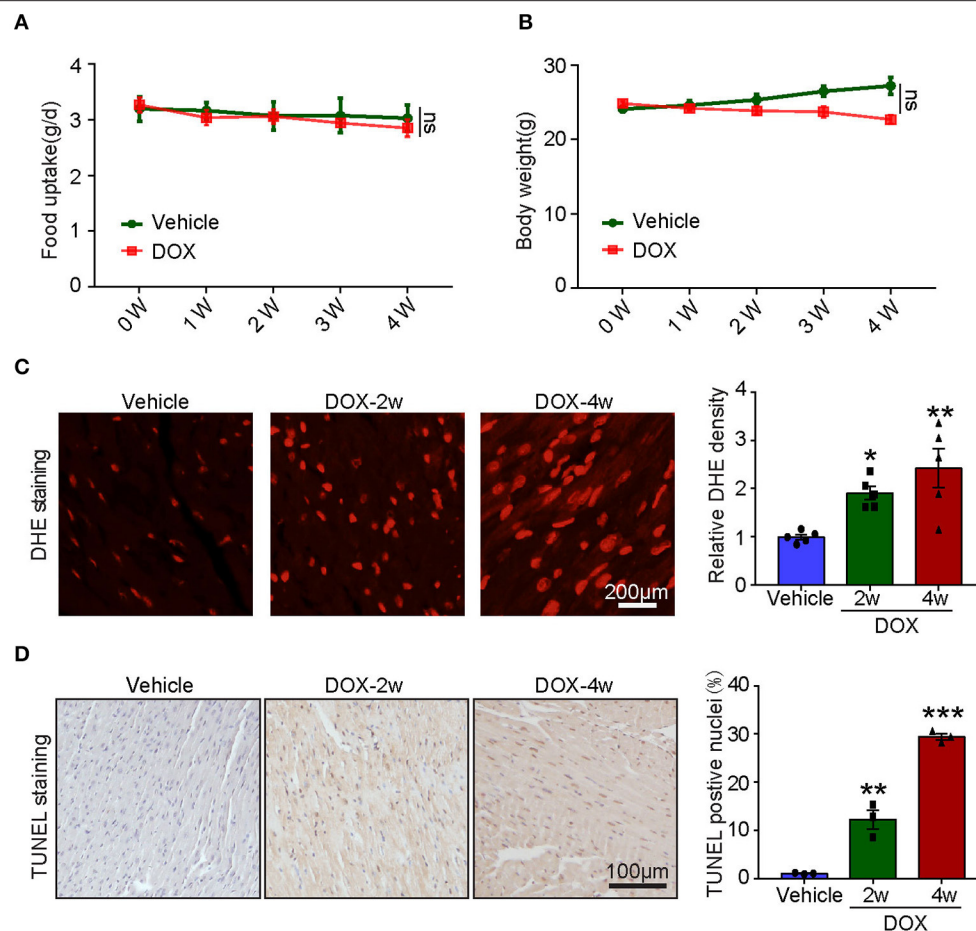 A
Food uptake(g/d)
4
3
2
1
0
Vehicle
DOX
ns
0 W
1 W
2 W
3 W
4 W
B
Body weight(g)
30
20
10
0
Vehicle
DOX
ns
0 W
1 W
2 W
3 W
4 W
C
Vehicle
DOX-2w
DOX-4w
DHE staining
200μm
Relative DHE density
4
3
2
1
0
*
**
Vehicle
2w
4w
DOX
D
Vehicle
DOX-2w
DOX-4w
TUNEL staining
100μm
TUNEL postive nuclei(%)
40
30
20
10
0
**
***
Vehicle
2w
4w
DOX